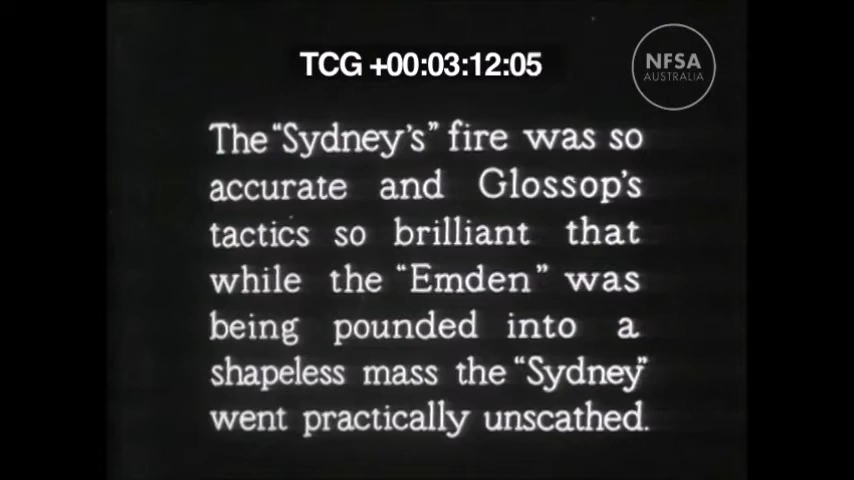 TCG +00:03:12:05
NFSA
AUSTRALIA
The "Sydney's" fire was so
accurate and Glossop's
tactics so brilliant that
while the "Emden" was
being pounded into a
shapeless mass the "Sydney"
went practically unscathed.